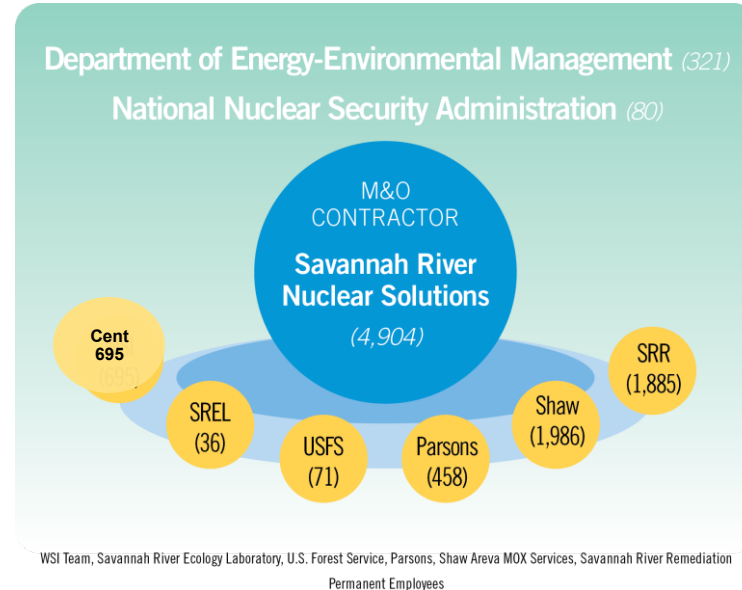 Department of Energy-Environmental Management (321)
National Nuclear Security Administration (80)
M&O
CONTRACTOR
Savannah River
Nuclear Solutions
(4,904)
Cent
695
(695)
SREL
(36)
USFS
(71)
Parsons
(458)
Shaw
(1,986)
SRR
(1,885)
WSI Team, Savannah River Ecology Laboratory, U.S. Forest Service, Parsons, Shaw Areva MOX Services, Savannah River Remediation
Permanent Employees